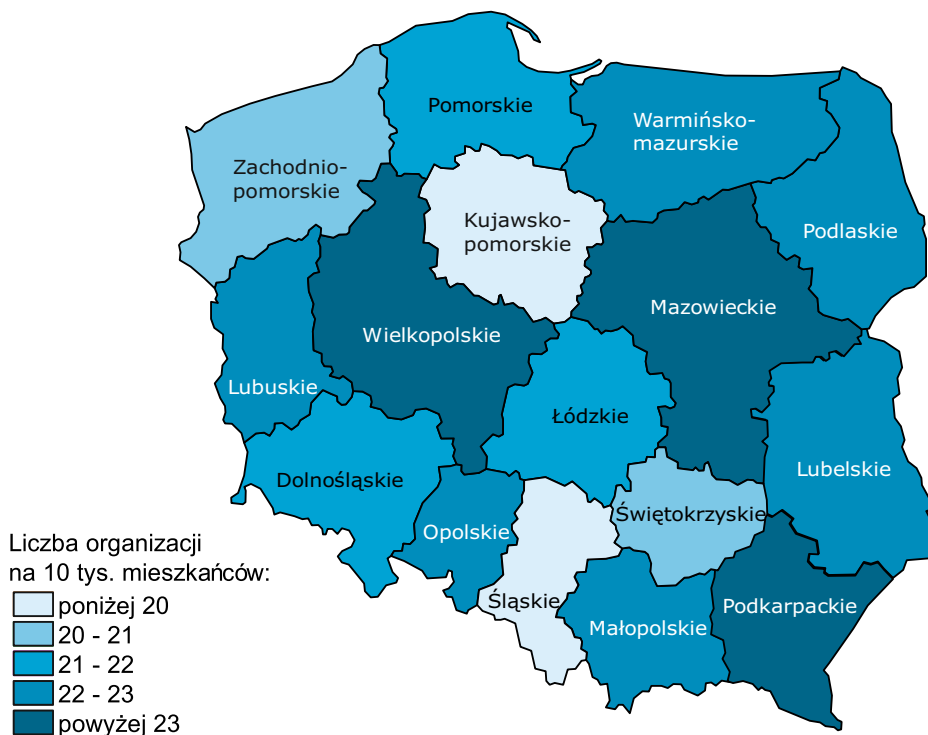 Pomorskie
Warmińsko-
mazurskie
Zachodnio-
pomorskie
Kujawsko-
pomorskie
Podlaskie
Mazowieckie
Wielkopolskie
Lubuskie
Łódzkie
Lubelskie
Dolnośląskie
Świętokrzyskie
Opolskie
Śląskie
Podkarpackie
Małopolskie
Liczba organizacji
na 10 tys. mieszkańców:
poniżej 20
20 - 21
21 - 22
22 - 23
powyżej 23